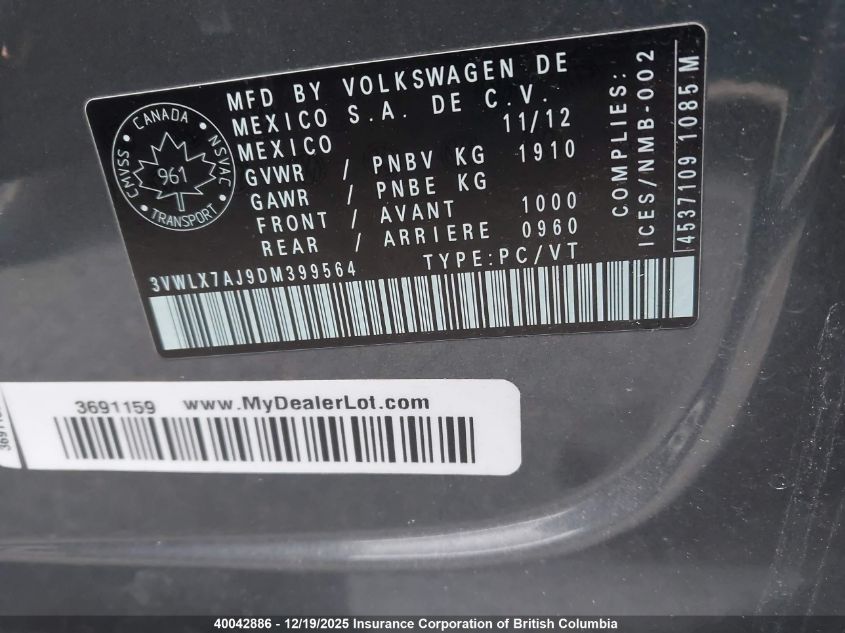 MFD BY VOLKSWAGEN DE
MEXICO S.A. DE C.V.
MEXICO 11/12
GVWR / PNBV KG 1910
GAWR / PNBE KG
FRONT / AVANT 1000
REAR / ARRIERE 0960
3VWLX7AJ9DM399564 TYPE:PC/VT
CANADA
CMVSS
NSVAC
961
TRANSPORT
COMPLIES:
ICES/NMB-002
4537109 1085 M
3691159 www.MyDealerLot.com
40042886 - 12/19/2025 Insurance Corporation of British Columbia